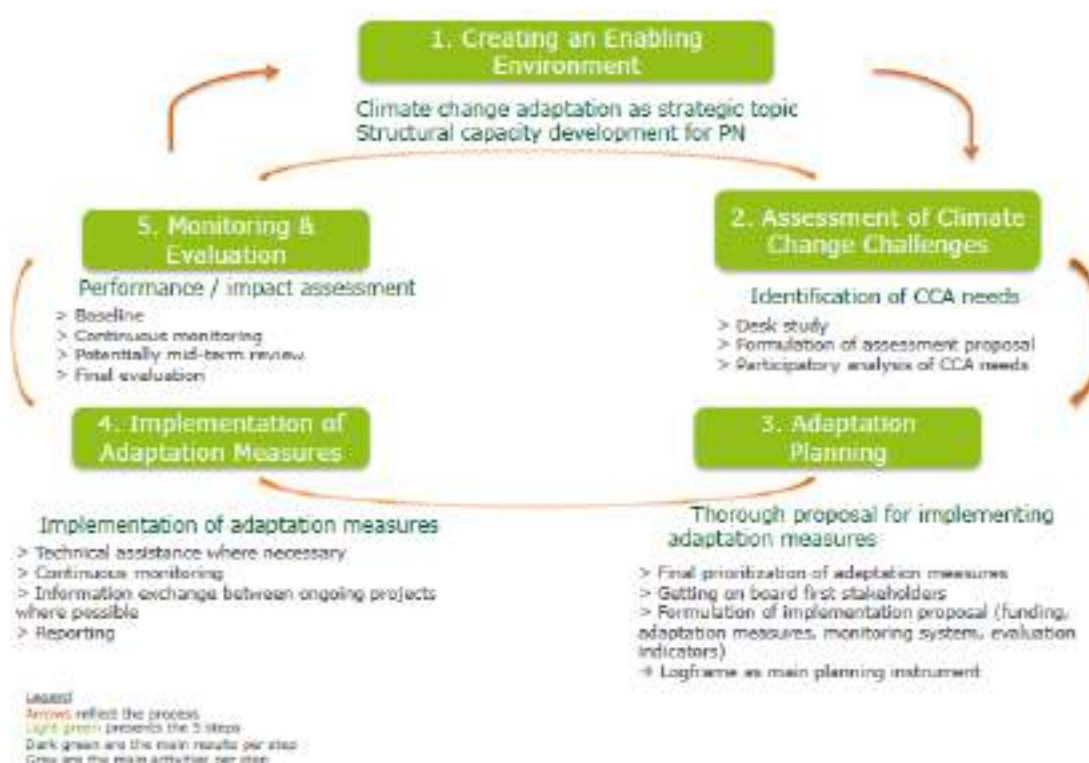 1. Creating an Enabling
Environment
Climate change adaptation as strategic topic
Structural capacity development for PN
2. Assessment of Climate
Change Challenges
Identification of CCA needs
> Desk study
> Formulation of assessment proposal
> Participatory analysis of CCA needs
3. Adaptation
Planning
Thorough proposal for implementing
adaptation measures
> Final prioritization of adaptation measures
> Getting on board first stakeholders
> Formulation of implementation proposal (funding,
adaptation measures, monitoring system, evaluation
indicators)
→ Logframe as main planning instrument
4. Implementation of
Adaptation Measures
Implementation of adaptation measures
> Technical assistance where necessary
> Continuous monitoring
> Information exchange between ongoing projects
where possible
> Reporting
5. Monitoring &
Evaluation
Performance / impact assessment
> Baseline
> Continuous monitoring
> Potentially mid-term review
> Final evaluation
Legend
Arrows reflect the process
Light green presents the 5 steps
Dark green are the main results per step
Grey are the main activities per step